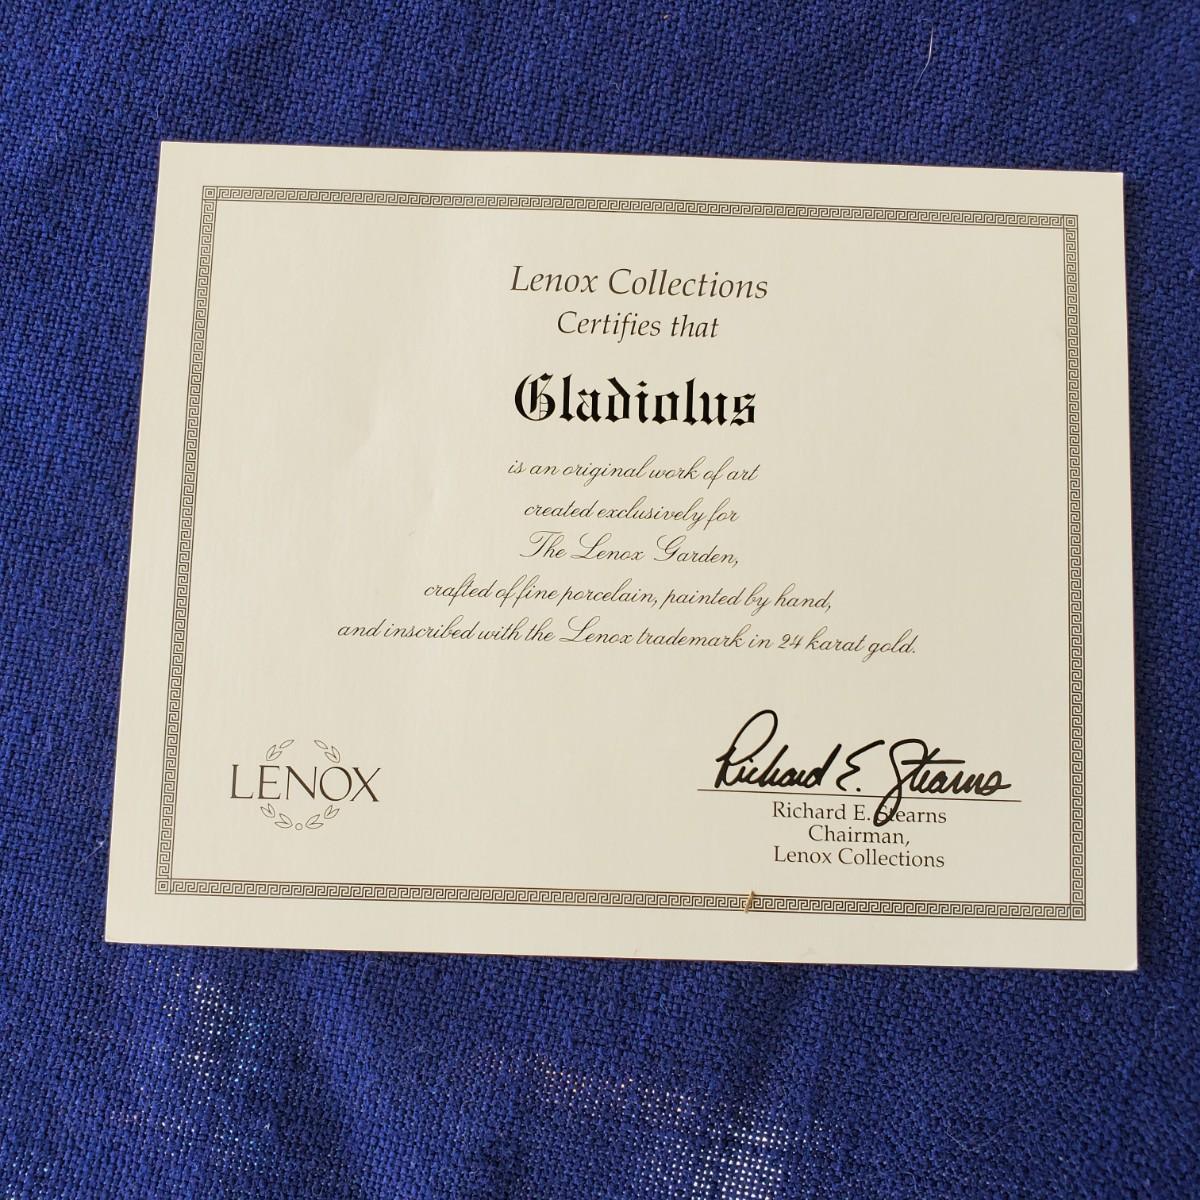 Lenox Collections
Certifies that
Gladiolus
is an original work of art
created exclusively for
The Lenox Garden,
crafted of fine porcelain, painted by hand,
and inscribed with the Lenox trademark in 24 karat gold.
LENOX
Richard E. Stearns
Richard E. Stearns
Chairman,
Lenox Collections